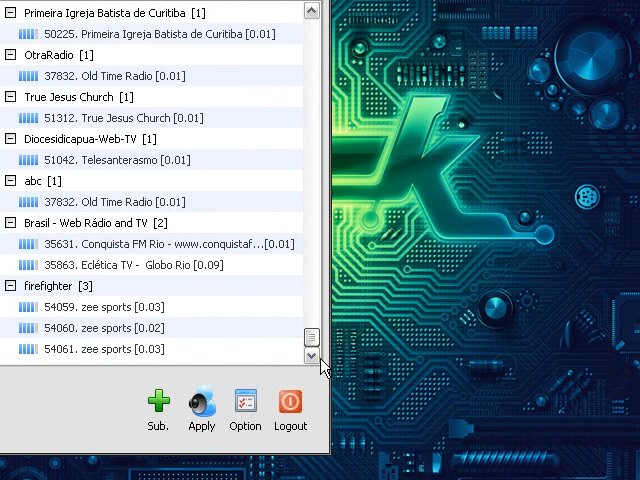 Primeira Igreja Batista de Curitiba [1]
50225. Primeira Igreja Batista de Curitiba [0.01]
OtraRadio [1]
37832. Old Time Radio [0.01]
True Jesus Church [1]
51312. True Jesus Church [0.01]
Diocesidicapua-Web-TV [1]
51042. Telesanterasmo [0.01]
abc [1]
37832. Old Time Radio [0.01]
Brasil - Web Rádio and TV [2]
35631. Conquista FM Rio - www.conquistaf...[0.01]
35863. Eclética TV - Globo Rio [0.09]
firefighter [3]
54059. zee sports [0.03]
54060. zee sports [0.02]
54061. zee sports [0.03]
Sub. Apply Option Logout